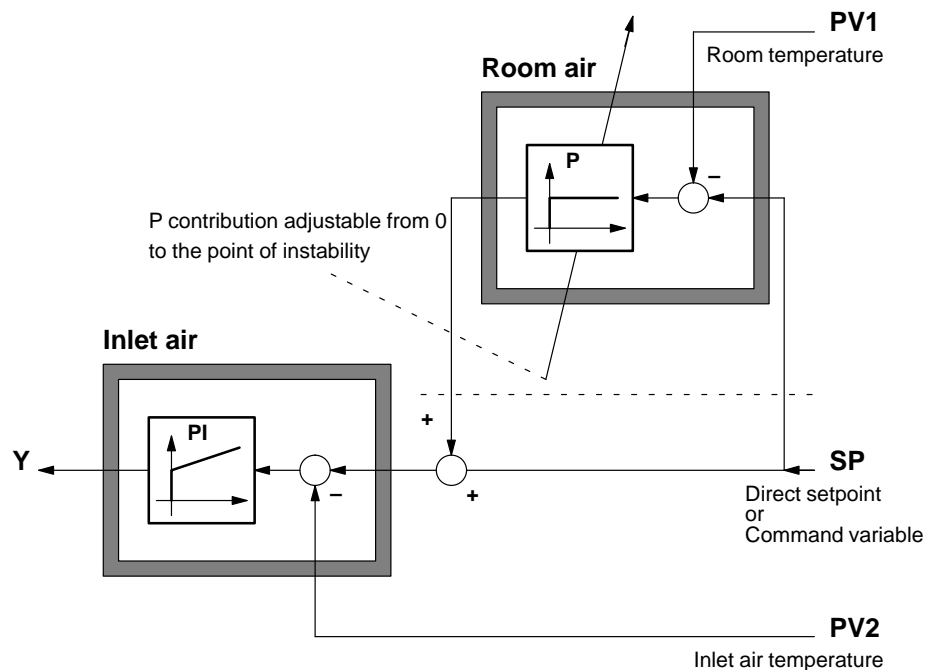 PV1
Room temperature
Room air
P
–
P contribution adjustable from 0
to the point of instability
Inlet air
+
PI
Y
–
+
SP
Direct setpoint
or
Command variable
PV2
Inlet air temperature